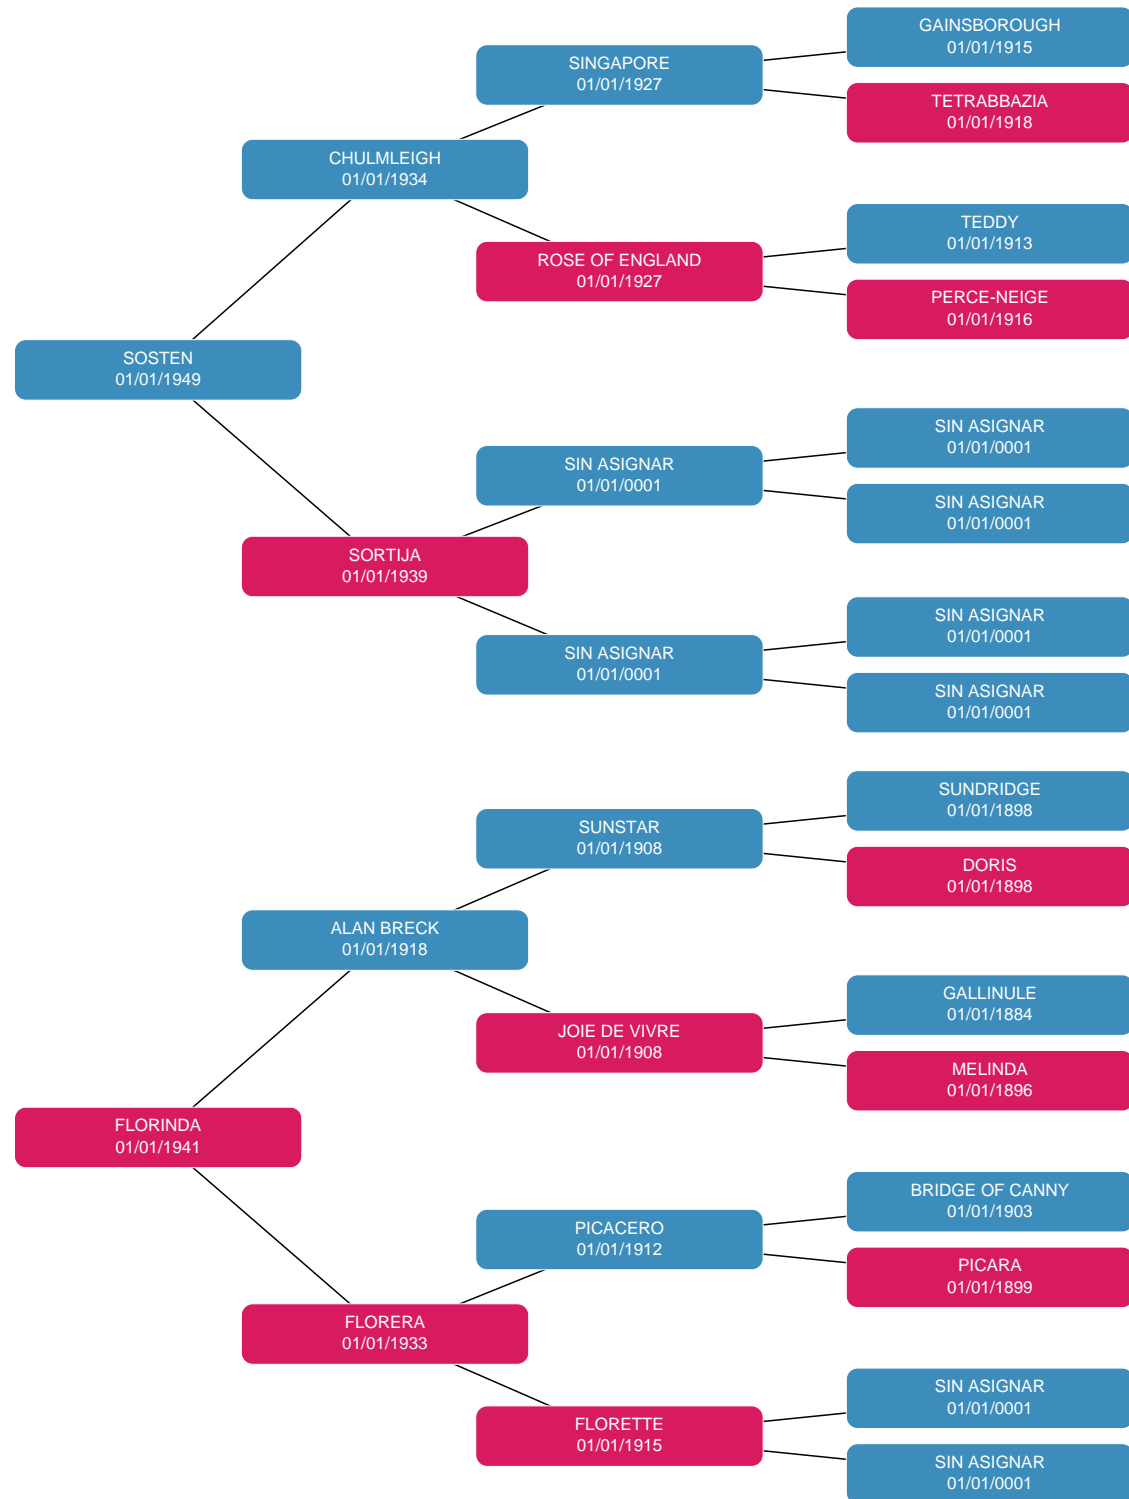 GAINSBOROUGH
01/01/1915
SINGAPORE
01/01/1927
TETRABBAZIA
01/01/1918
CHULMLEIGH
01/01/1934
TEDDY
01/01/1913
ROSE OF ENGLAND
01/01/1927
PERCE-NEIGE
01/01/1916
SOSTEN
01/01/1949
SIN ASIGNAR
01/01/0001
SIN ASIGNAR
01/01/0001
SIN ASIGNAR
01/01/0001
SORTIJA
01/01/1939
SIN ASIGNAR
01/01/0001
SIN ASIGNAR
01/01/0001
SIN ASIGNAR
01/01/0001
SUNDRIDGE
01/01/1898
SUNSTAR
01/01/1908
DORIS
01/01/1898
ALAN BRECK
01/01/1918
GALLINULE
01/01/1884
JOIE DE VIVRE
01/01/1908
MELINDA
01/01/1896
FLORINDA
01/01/1941
BRIDGE OF CANNY
01/01/1903
PICACERO
01/01/1912
PICARA
01/01/1899
FLORERA
01/01/1933
SIN ASIGNAR
01/01/0001
FLORETTE
01/01/1915
SIN ASIGNAR
01/01/0001